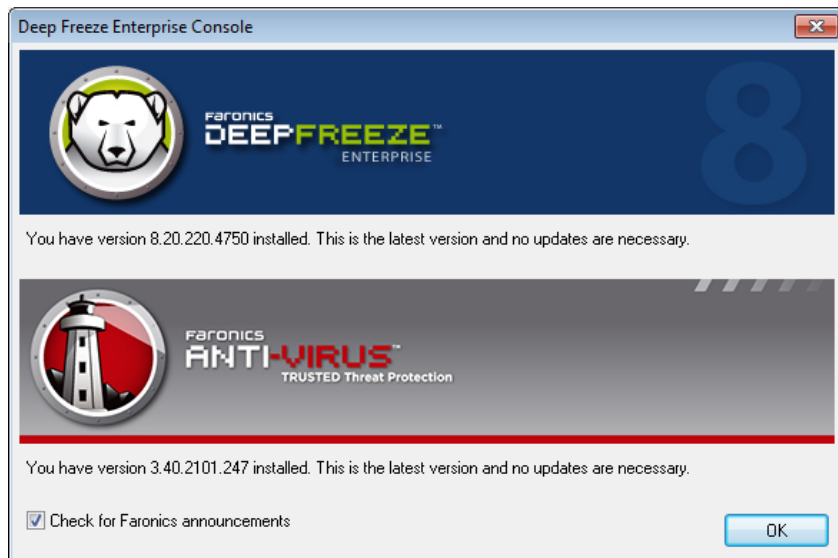 Deep Freeze Enterprise Console
8
FARONICS
DEEPFREEZE™
ENTERPRISE
You have version 8.20.220.4750 installed. This is the latest version and no updates are necessary.
FARONICS
ANTI-VIRUS™
TRUSTED Threat Protection
You have version 3.40.2101.247 installed. This is the latest version and no updates are necessary.
Check for Faronics announcements
OK